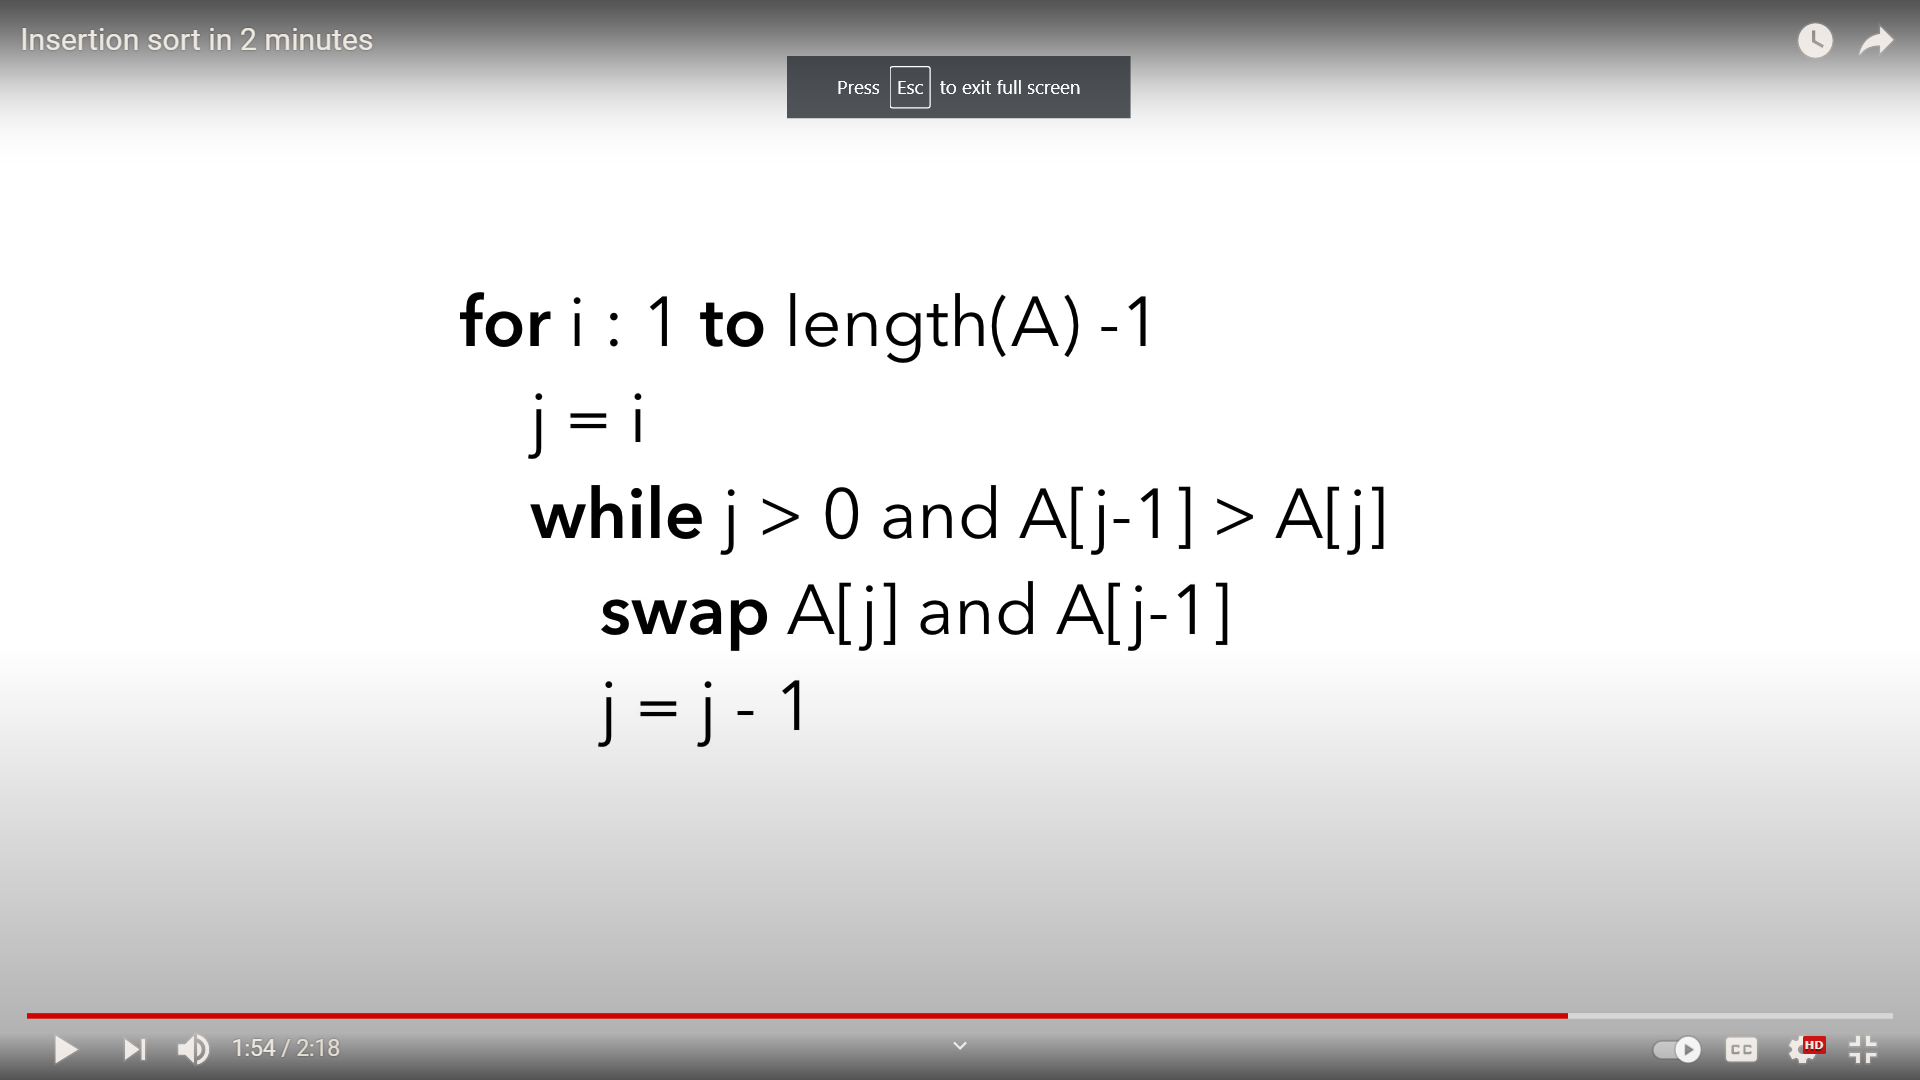 Insertion sort in 2 minutes
Press Esc to exit full screen
for i : 1 to length(A) -1
j = i
while j > 0 and A[j-1] > A[j]
swap A[j] and A[j-1]
j = j - 1
1:54 / 2:18
CC
HD